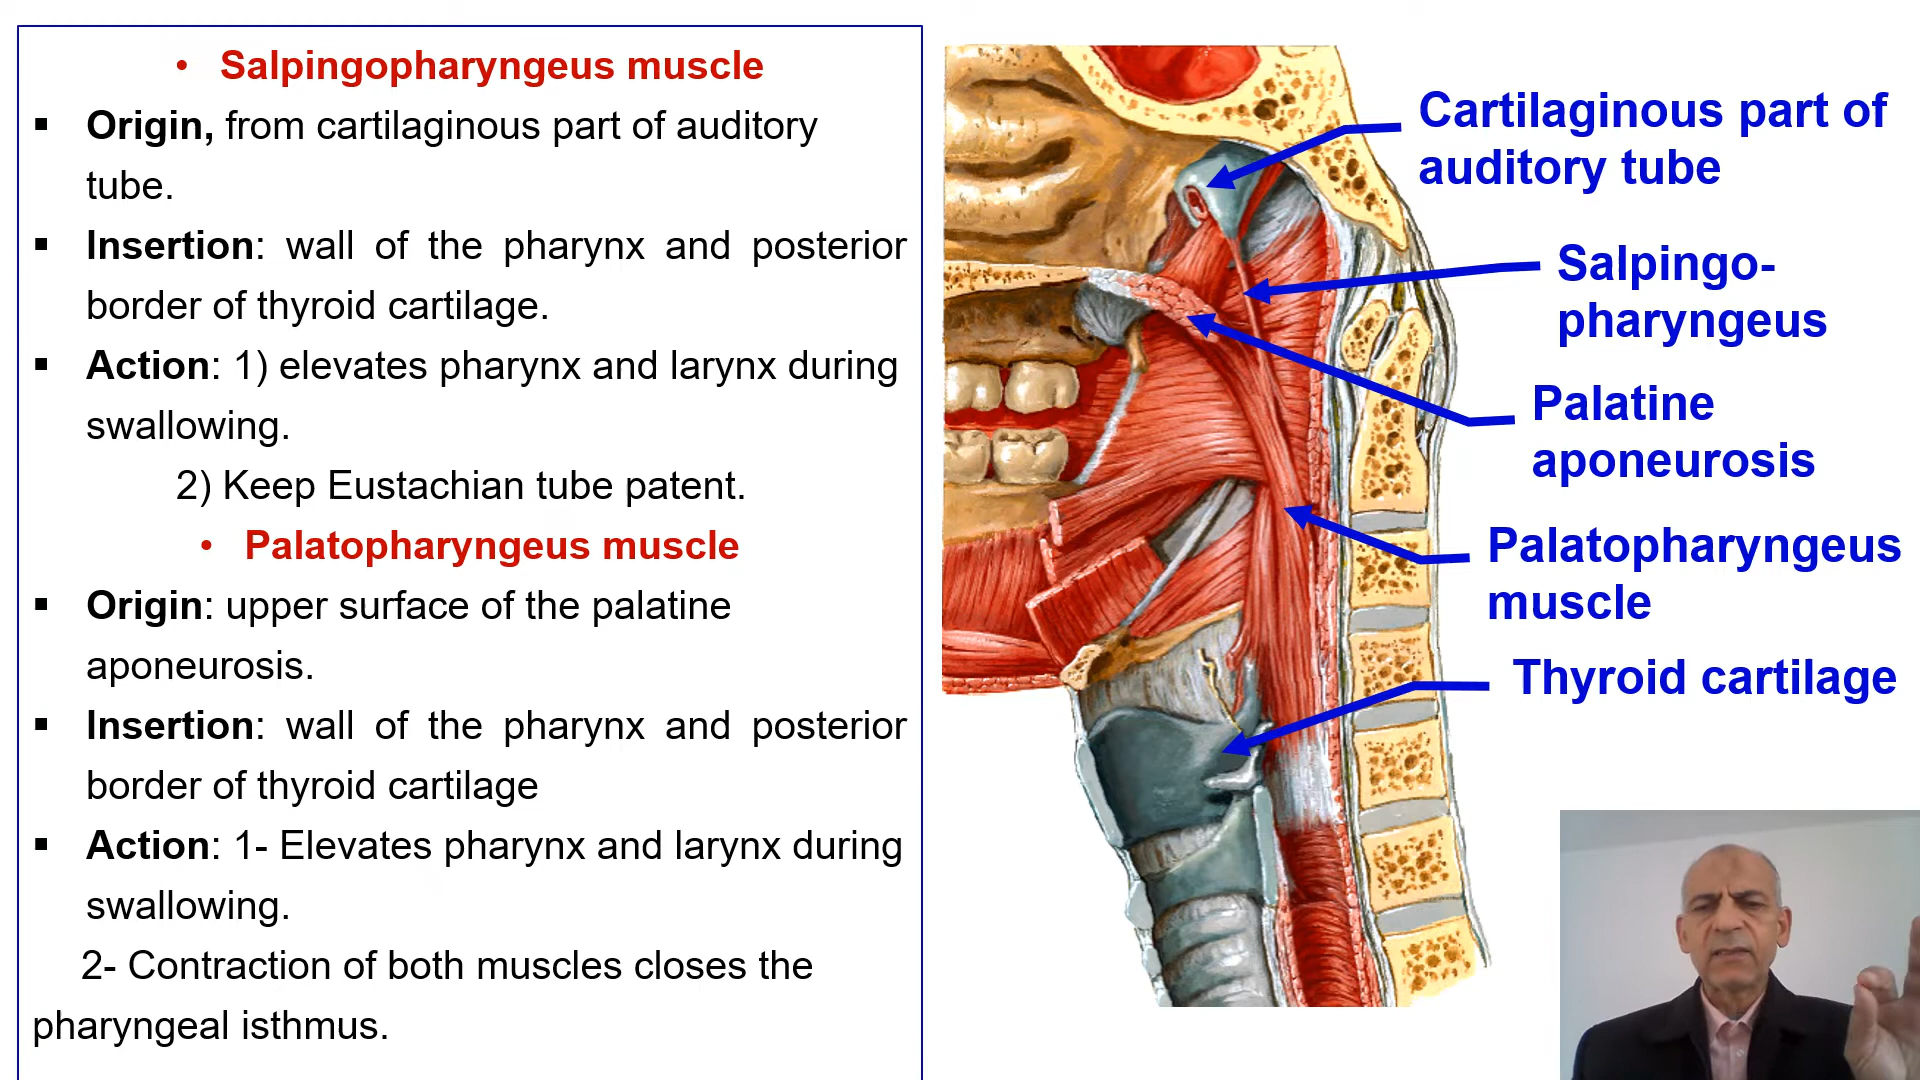 • Salpingopharyngeus muscle
▪ Origin, from cartilaginous part of auditory
tube.
▪ Insertion: wall of the pharynx and posterior
border of thyroid cartilage.
▪ Action: 1) elevates pharynx and larynx during
swallowing.
2) Keep Eustachian tube patent.
• Palatopharyngeus muscle
▪ Origin: upper surface of the palatine
aponeurosis.
▪ Insertion: wall of the pharynx and posterior
border of thyroid cartilage
▪ Action: 1- Elevates pharynx and larynx during
swallowing.
2- Contraction of both muscles closes the
pharyngeal isthmus.
Cartilaginous part of
auditory tube
Salpingo-
pharyngeus
Palatine
aponeurosis
Palatopharyngeus
muscle
Thyroid cartilage